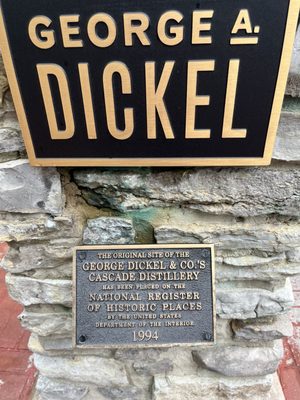 GEORGE A.
DICKEL
THE ORIGINAL SITE OF THE
GEORGE DICKEL & CO.'S
CASCADE DISTILLERY
HAS BEEN PLACED ON THE
NATIONAL REGISTER
OF HISTORIC PLACES
BY THE UNITED STATES
DEPARTMENT OF THE INTERIOR
1994